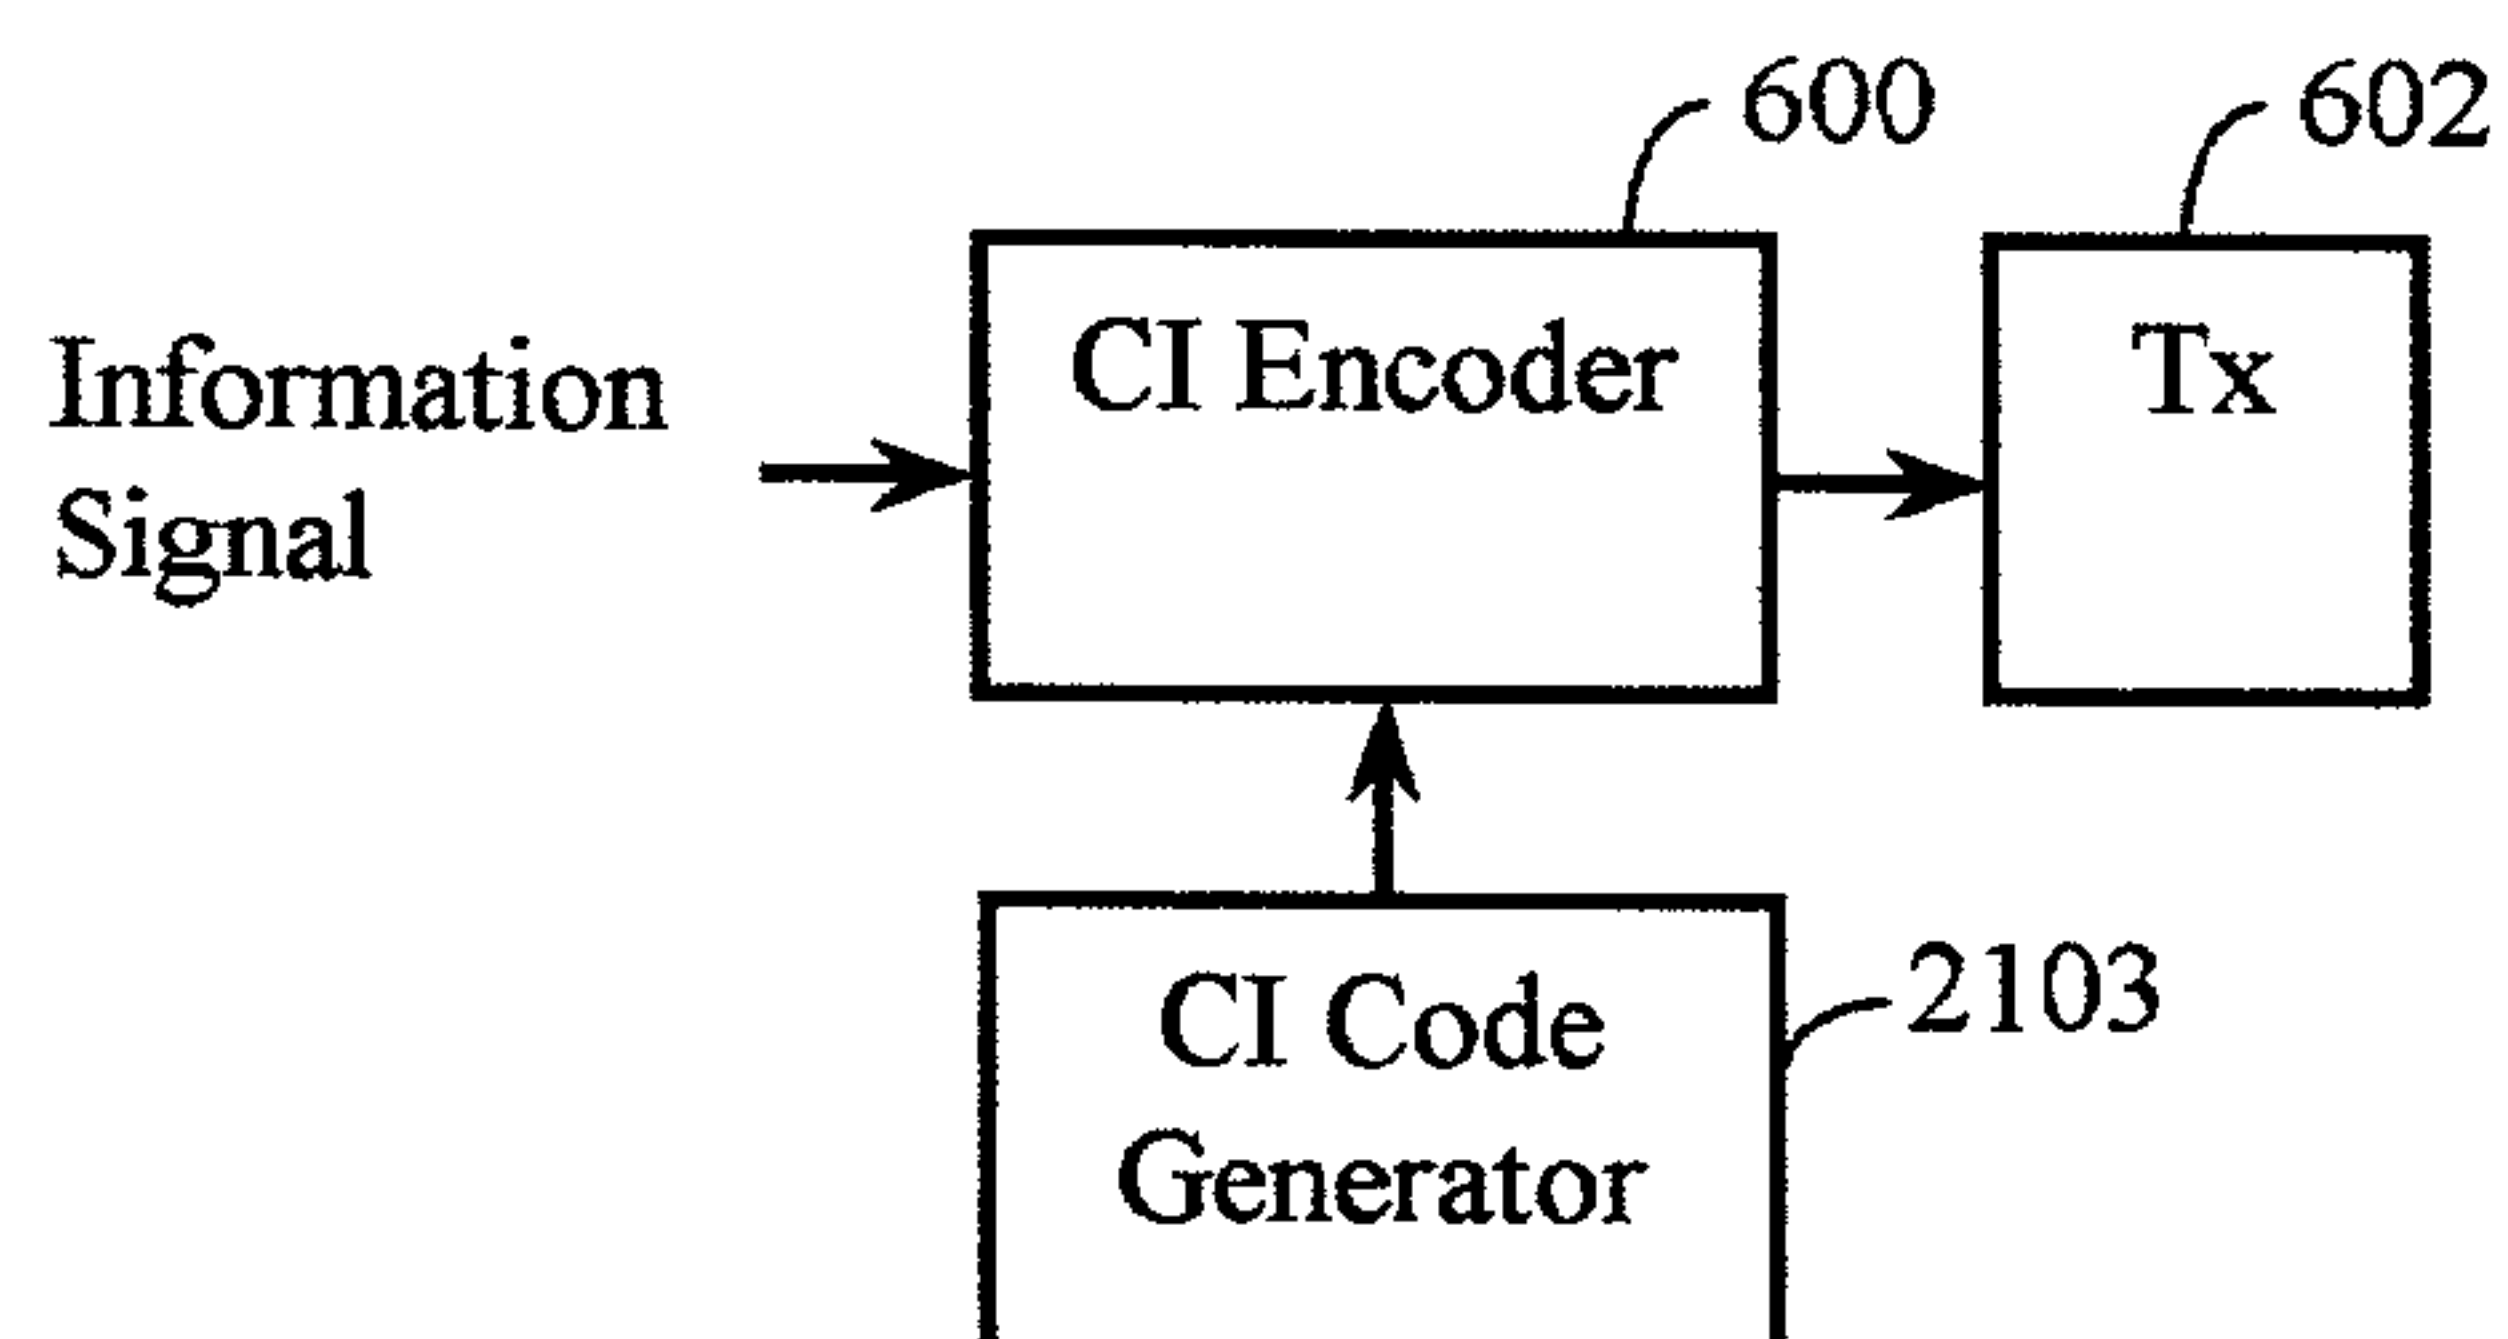 600
602
CI Encoder
Tx
Information
Signal
CI Code
Generator
2103